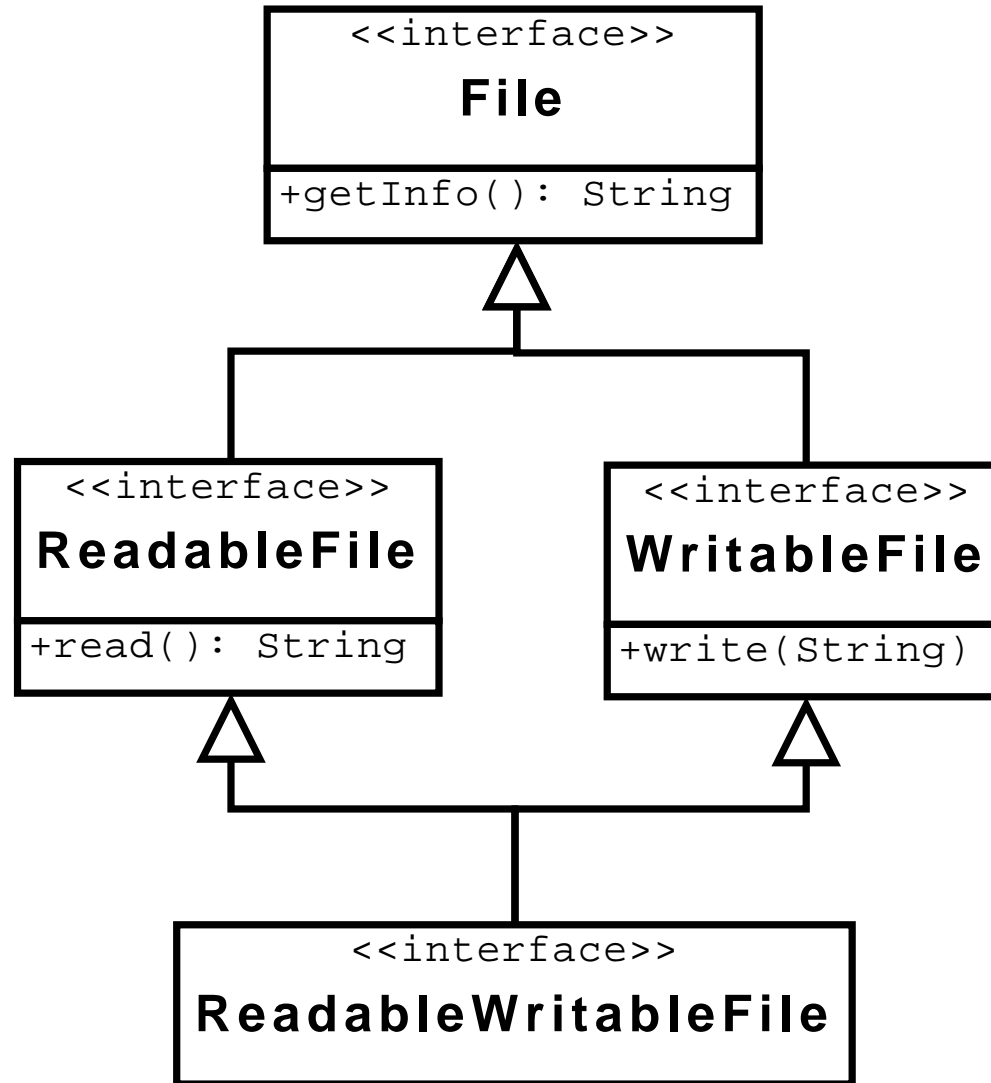 <<interface>>
File
+getInfo(): String
<<interface>>
ReadableFile
+read(): String
<<interface>>
WritableFile
+write(String)
<<interface>>
ReadableWritableFile